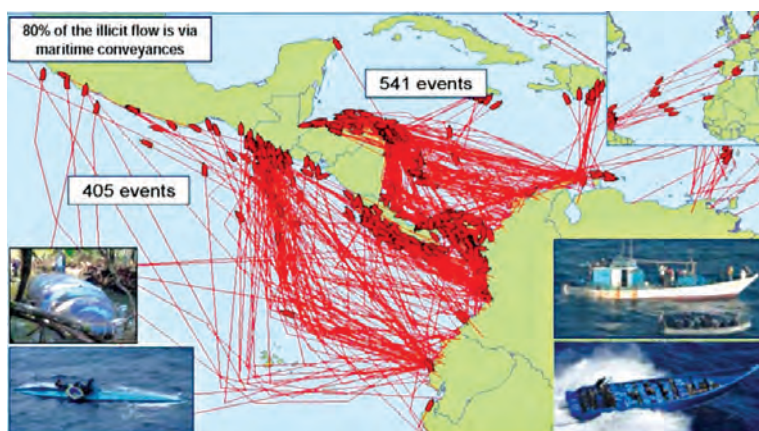 80% of the illicit flow is via
maritime conveyances
541 events
405 events